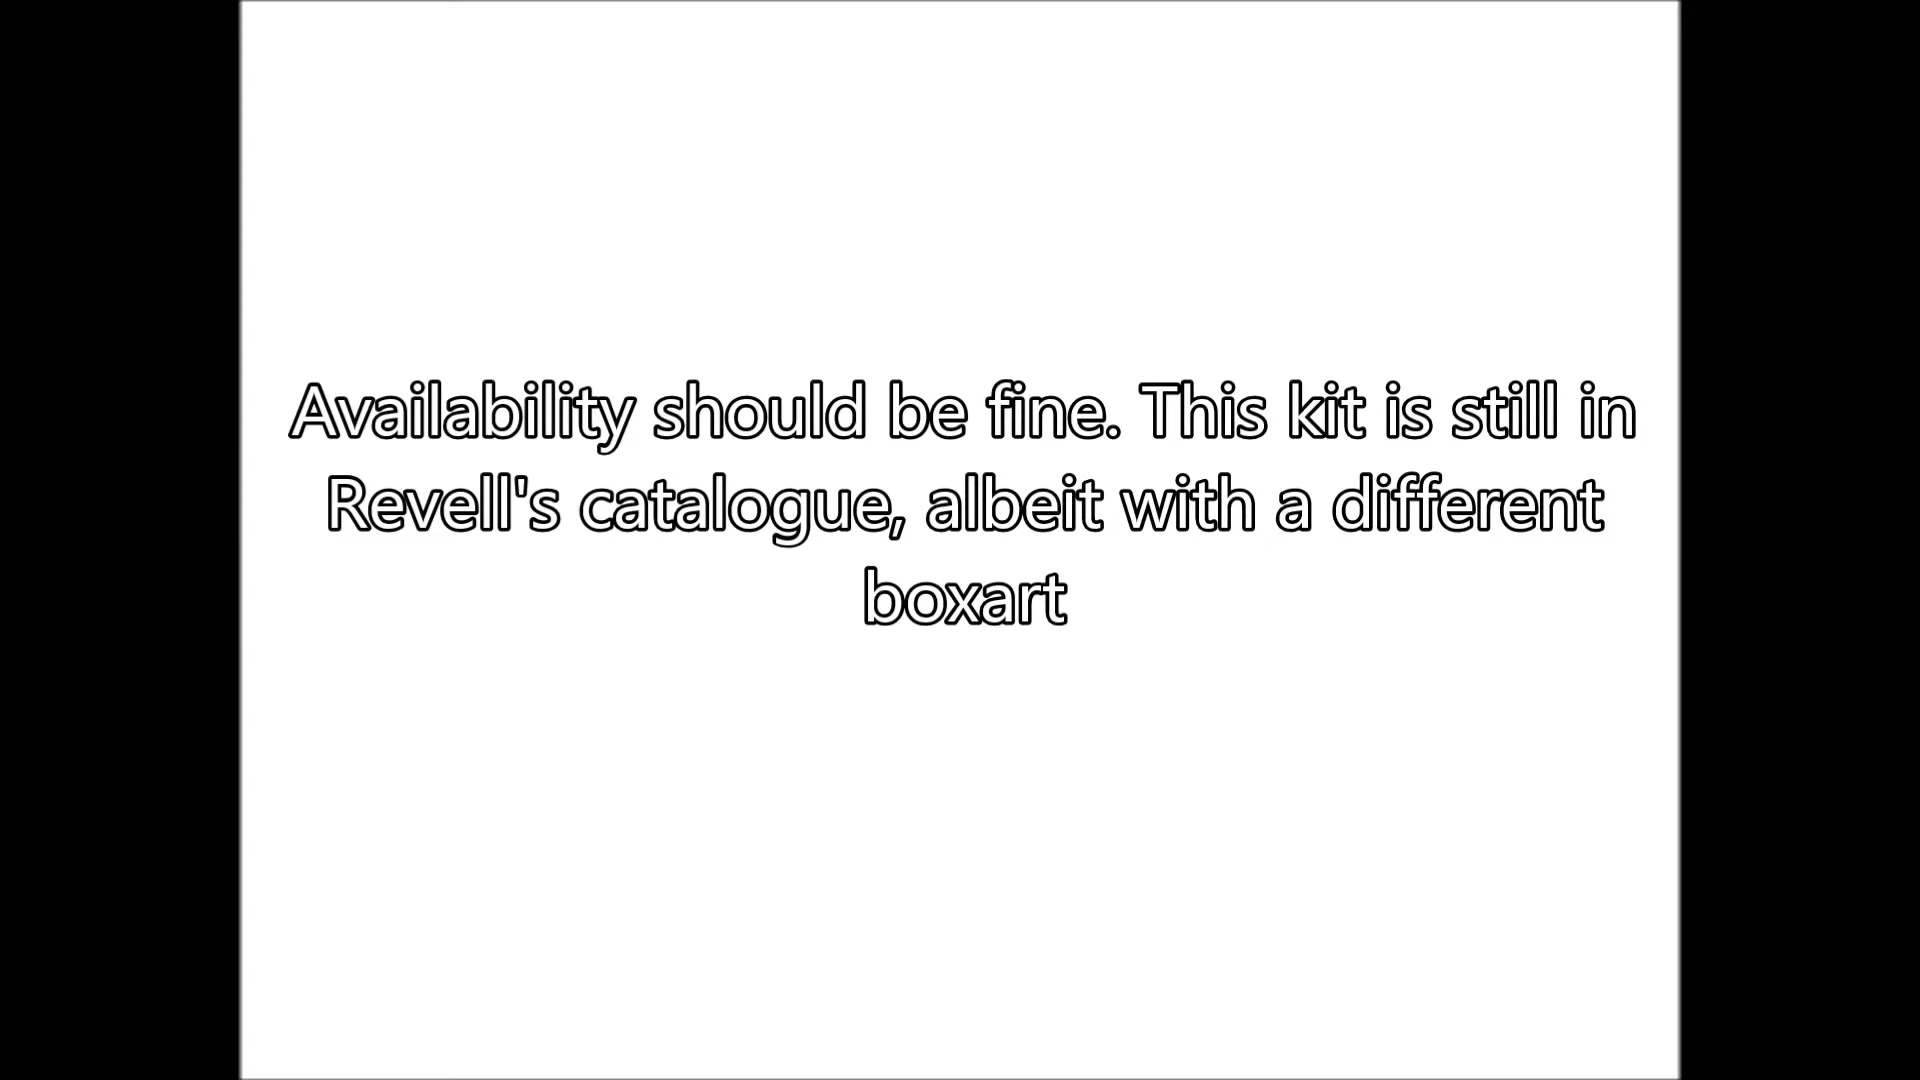 Availability should be fine. This kit is still in
Revell's catalogue, albeit with a different
boxart